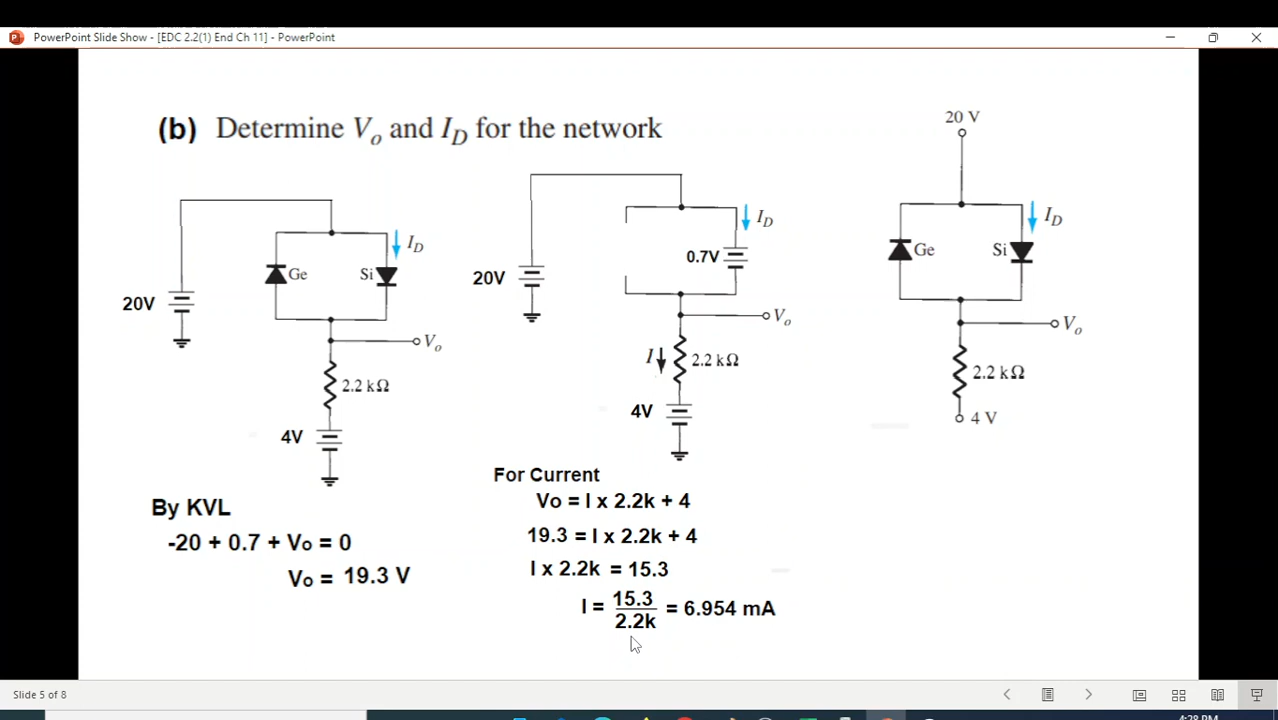 PowerPoint Slide Show - [EDC 2.2(1) End Ch 11] - PowerPoint
(b) Determine Vo and ID for the network
20 V
ID
Ge
Si
20V
Vo
2.2 kΩ
4V
ID
0.7V
20V
Vo
I
2.2 kΩ
4V
ID
Ge
Si
Vo
2.2 kΩ
4 V
By KVL
-20 + 0.7 + Vo = 0
Vo = 19.3 V
For Current
Vo = I x 2.2k + 4
19.3 = I x 2.2k + 4
I x 2.2k = 15.3
I = 15.3 / 2.2k = 6.954 mA
Slide 5 of 8